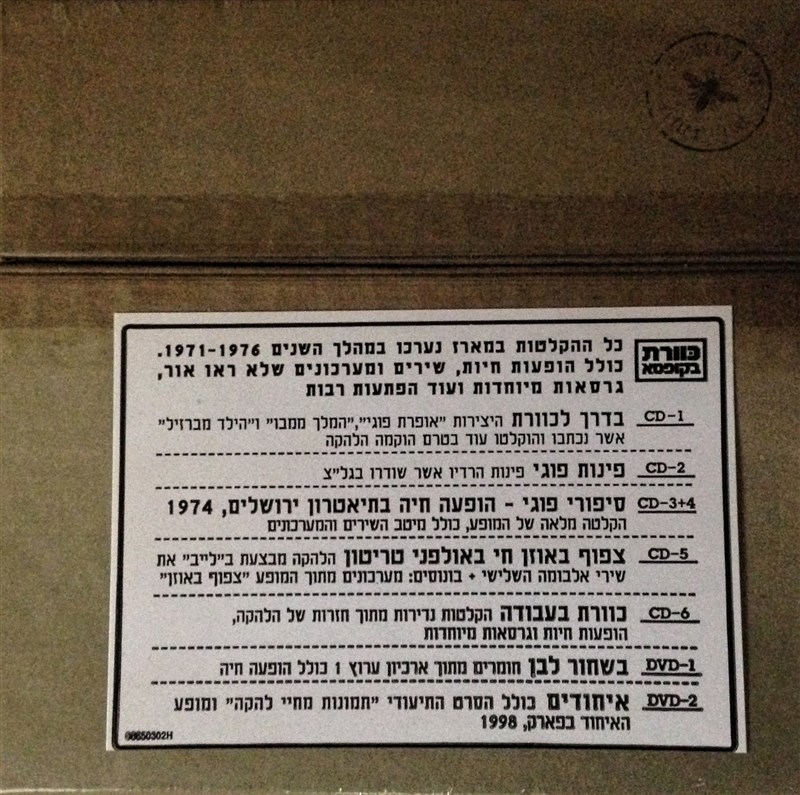 כוורת
בקופסא
כל ההקלטות במארז נערכו במהלך השנים 1971-1976.
כולל הופעות חיות, שירים ומערכונים שלא ראו אור,
גרסאות מיוחדות ועוד הפתעות רבות
CD-1 בדרך לכוורת היצירות "אופרת פוגי","המלך ממבו" ו"הילד מברזיל"
אשר נכתבו והוקלטו עוד בטרם הוקמה הלהקה
CD-2 פינות פוגי פינות הרדיו אשר שודרו בגל"צ
CD-3+4 סיפורי פוגי - הופעה חיה בתיאטרון ירושלים, 1974
הקלטה מלאה של המופע, כולל מיטב השירים והמערכונים
CD-5 צפוף באוזן חי באולפני טריטון הלהקה מבצעת ב"לייב" את
שירי אלבומה השלישי + בונוסים: מערכונים מתוך המופע "צפוף באוזן"
CD-6 כוורת בעבודה הקלטות נדירות מתוך חזרות של הלהקה,
הופעות חיות וגרסאות מיוחדות
DVD-1 בשחור לבן חומרים מתוך ארכיון ערוץ 1 כולל הופעה חיה
DVD-2 איחודים כולל הסרט התיעודי "תמונות מחיי להקה" ומופע
האיחוד בפארק, 1998